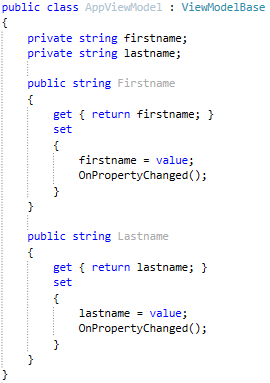 public class AppViewModel : ViewModelBase
{
    private string firstname;
    private string lastname;

    public string Firstname
    {
        get { return firstname; }
        set
        {
            firstname = value;
            OnPropertyChanged();
        }
    }

    public string Lastname
    {
        get { return lastname; }
        set
        {
            lastname = value;
            OnPropertyChanged();
        }
    }
}